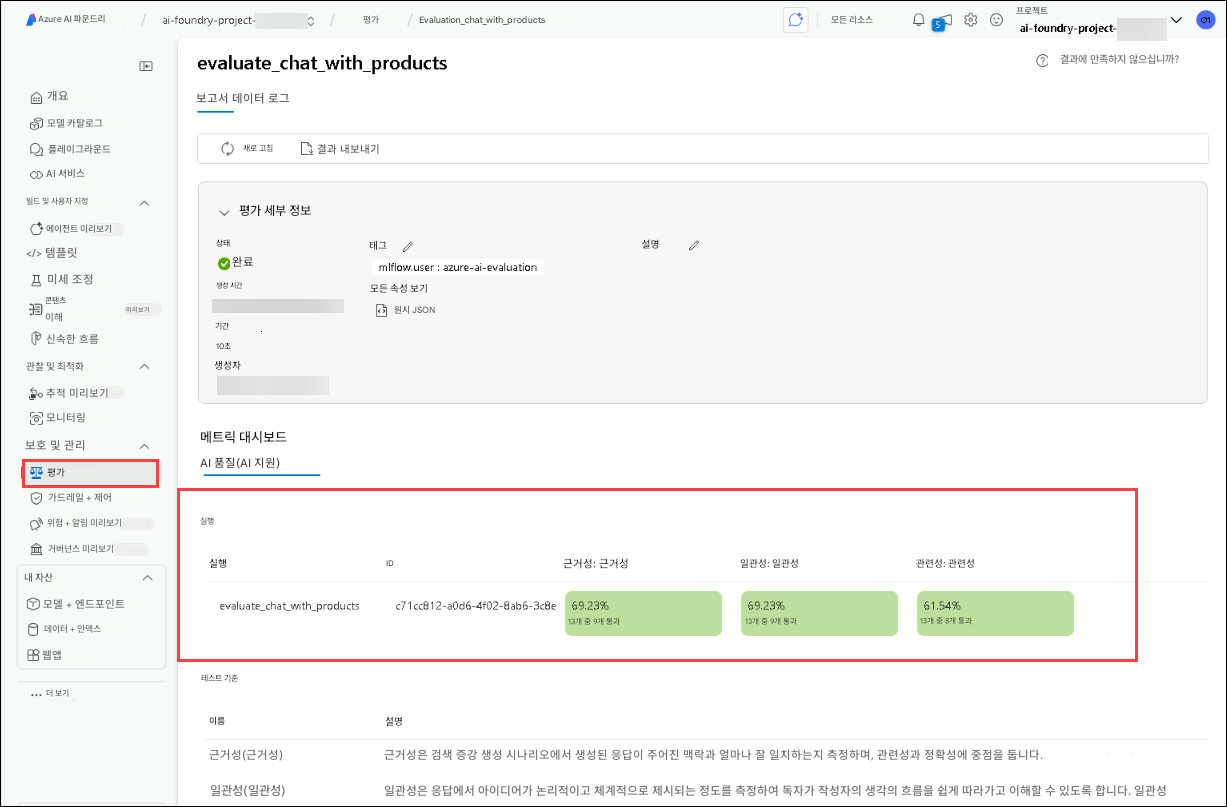 Azure AI 파운드리 / ai-foundry-project- / 평가 / Evaluation_chat_with_products
모든 리소스
5
프로젝트
ai-foundry-project-
01
개요
모델 카탈로그
플레이그라운드
AI 서비스
빌드 및 사용자 지정
에이전트 미리보기
</> 템플릿
미세 조정
콘텐츠
이해
미리보기
신속한 흐름
관찰 및 최적화
추적 미리보기
모니터링
보호 및 관리
평가
가드레일 + 제어
위험 + 알림 미리보기
거버넌스 미리보기
내 자산
모델 + 엔드포인트
데이터 + 인덱스
웹앱
... 더 보기
evaluate_chat_with_products
결과에 만족하지 않으십니까?
보고서 데이터 로그
새로 고침
결과 내보내기
평가 세부 정보
상태
완료
생성 시간
기간
10초
생성자
태그
mlflow.user : azure-ai-evaluation
모든 속성 보기
원시 JSON
설명
메트릭 대시보드
AI 품질(AI 지원)
실행
실행 ID 근거성: 근거성 일관성: 일관성 관련성: 관련성
evaluate_chat_with_products c71cc812-a0d6-4f02-8ab6-3c8e 69.23% 69.23% 61.54%
13개 중 9개 통과 13개 중 9개 통과 13개 중 8개 통과
테스트 기준
이름 설명
근거성(근거성) 근거성은 검색 증강 생성 시나리오에서 생성된 응답이 주어진 맥락과 얼마나 잘 일치하는지 측정하며, 관련성과 정확성에 중점을 둡니다.
일관성(일관성) 일관성은 응답에서 아이디어가 논리적이고 체계적으로 제시되는 정도를 측정하여 독자가 작성자의 생각의 흐름을 쉽게 따라가고 이해할 수 있도록 합니다. 일관성